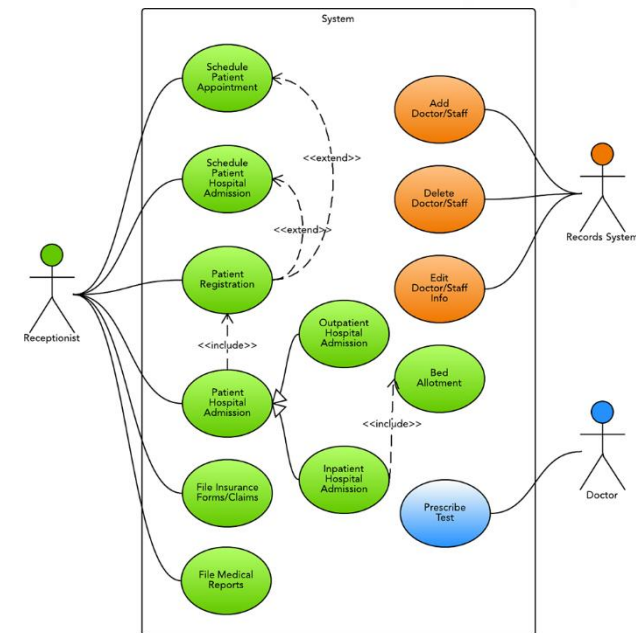 System
Schedule
Patient
Appointment
Add
Doctor/Staff
<<extend>>
Schedule
Patient
Hospital
Admission
Delete
Doctor/Staff
<<extend>>
Records System
Patient
Registration
Edit
Doctor/Staff
Info
Receptionist
Outpatient
Hospital
Admission
<<include>>
Bed
Allotment
Patient
Hospital
Admission
<<include>>
File Insurance
Forms/Claims
Inpatient
Hospital
Admission
Doctor
Prescribe
Test
File Medical
Reports